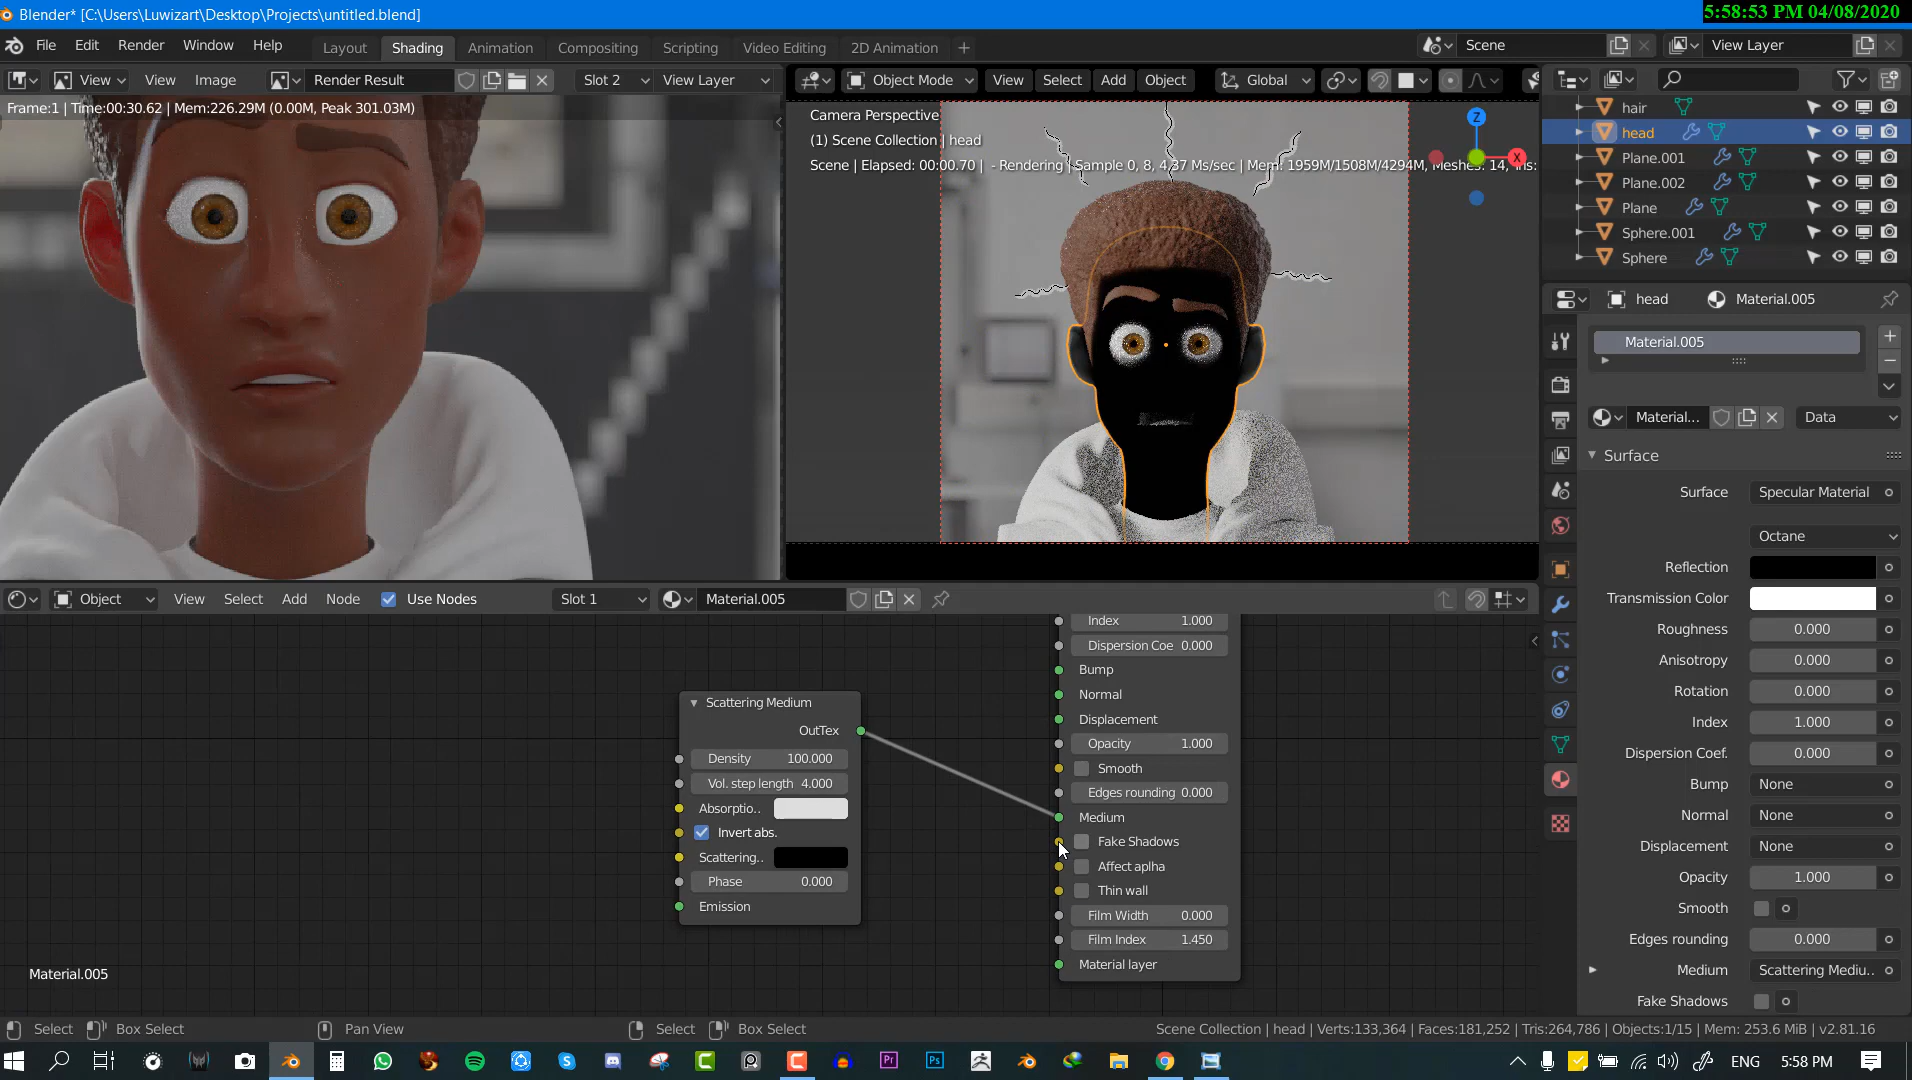 Blender* [C:\Users\Luwizart\Desktop\Projects\untitled.blend]
5:58:53 PM 04/08/2020
File Edit Render Window Help
Layout Shading Animation Compositing Scripting Video Editing 2D Animation
Scene
View Layer
View View Image Render Result Slot 2 View Layer
Object Mode View Select Add Object Global
Frame:1 | Time:00:30.62 | Mem:226.29M (0.00M, Peak 301.03M)
Camera Perspective
(1) Scene Collection | head
Scene | Elapsed: 00:00.70 | - Rendering | Sample 0, 8, 4.37 Ms/sec | Mem: 1959M/1508M/4294M, Meshes: 14,
Z
X
hair
head
Plane.001
Plane.002
Plane
Sphere.001
Sphere
head Material.005
Material.005
Material... Data
Surface
Surface Specular Material
Octane
Reflection
Transmission Color
Roughness 0.000
Anisotropy 0.000
Rotation 0.000
Index 1.000
Dispersion Coef. 0.000
Bump None
Normal None
Displacement None
Opacity 1.000
Smooth
Edges rounding 0.000
Medium Scattering Mediu..
Fake Shadows
Object View Select Add Node Use Nodes Slot 1 Material.005
Scattering Medium
OutTex
Density 100.000
Vol. step length 4.000
Absorptio..
Invert abs.
Scattering..
Phase 0.000
Emission
Index 1.000
Dispersion Coe 0.000
Bump
Normal
Displacement
Opacity 1.000
Smooth
Edges rounding 0.000
Medium
Fake Shadows
Affect aplha
Thin wall
Film Width 0.000
Film Index 1.450
Material layer
Material.005
Select Box Select Pan View Select Box Select
Scene Collection | head | Verts:133,364 | Faces:181,252 | Tris:264,786 | Objects:1/15 | Mem: 253.6 MiB | v2.81.16
Pr Ps
ENG 5:58 PM